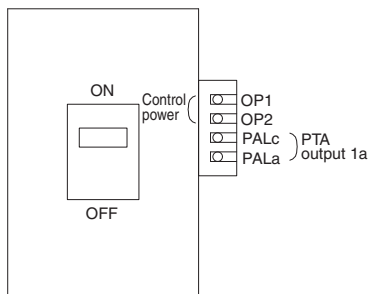 ON
OFF
Control
power
OP1
OP2
PALc
PALa
PTA
output 1a